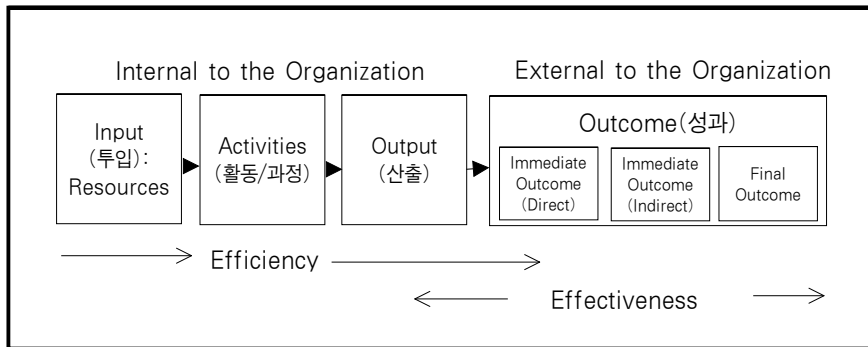 Internal to the Organization
External to the Organization
Input
(투입):
Resources
Activities
(활동/과정)
Output
(산출)
Outcome(성과)
Immediate
Outcome
(Direct)
Immediate
Outcome
(Indirect)
Final
Outcome
Efficiency
Effectiveness